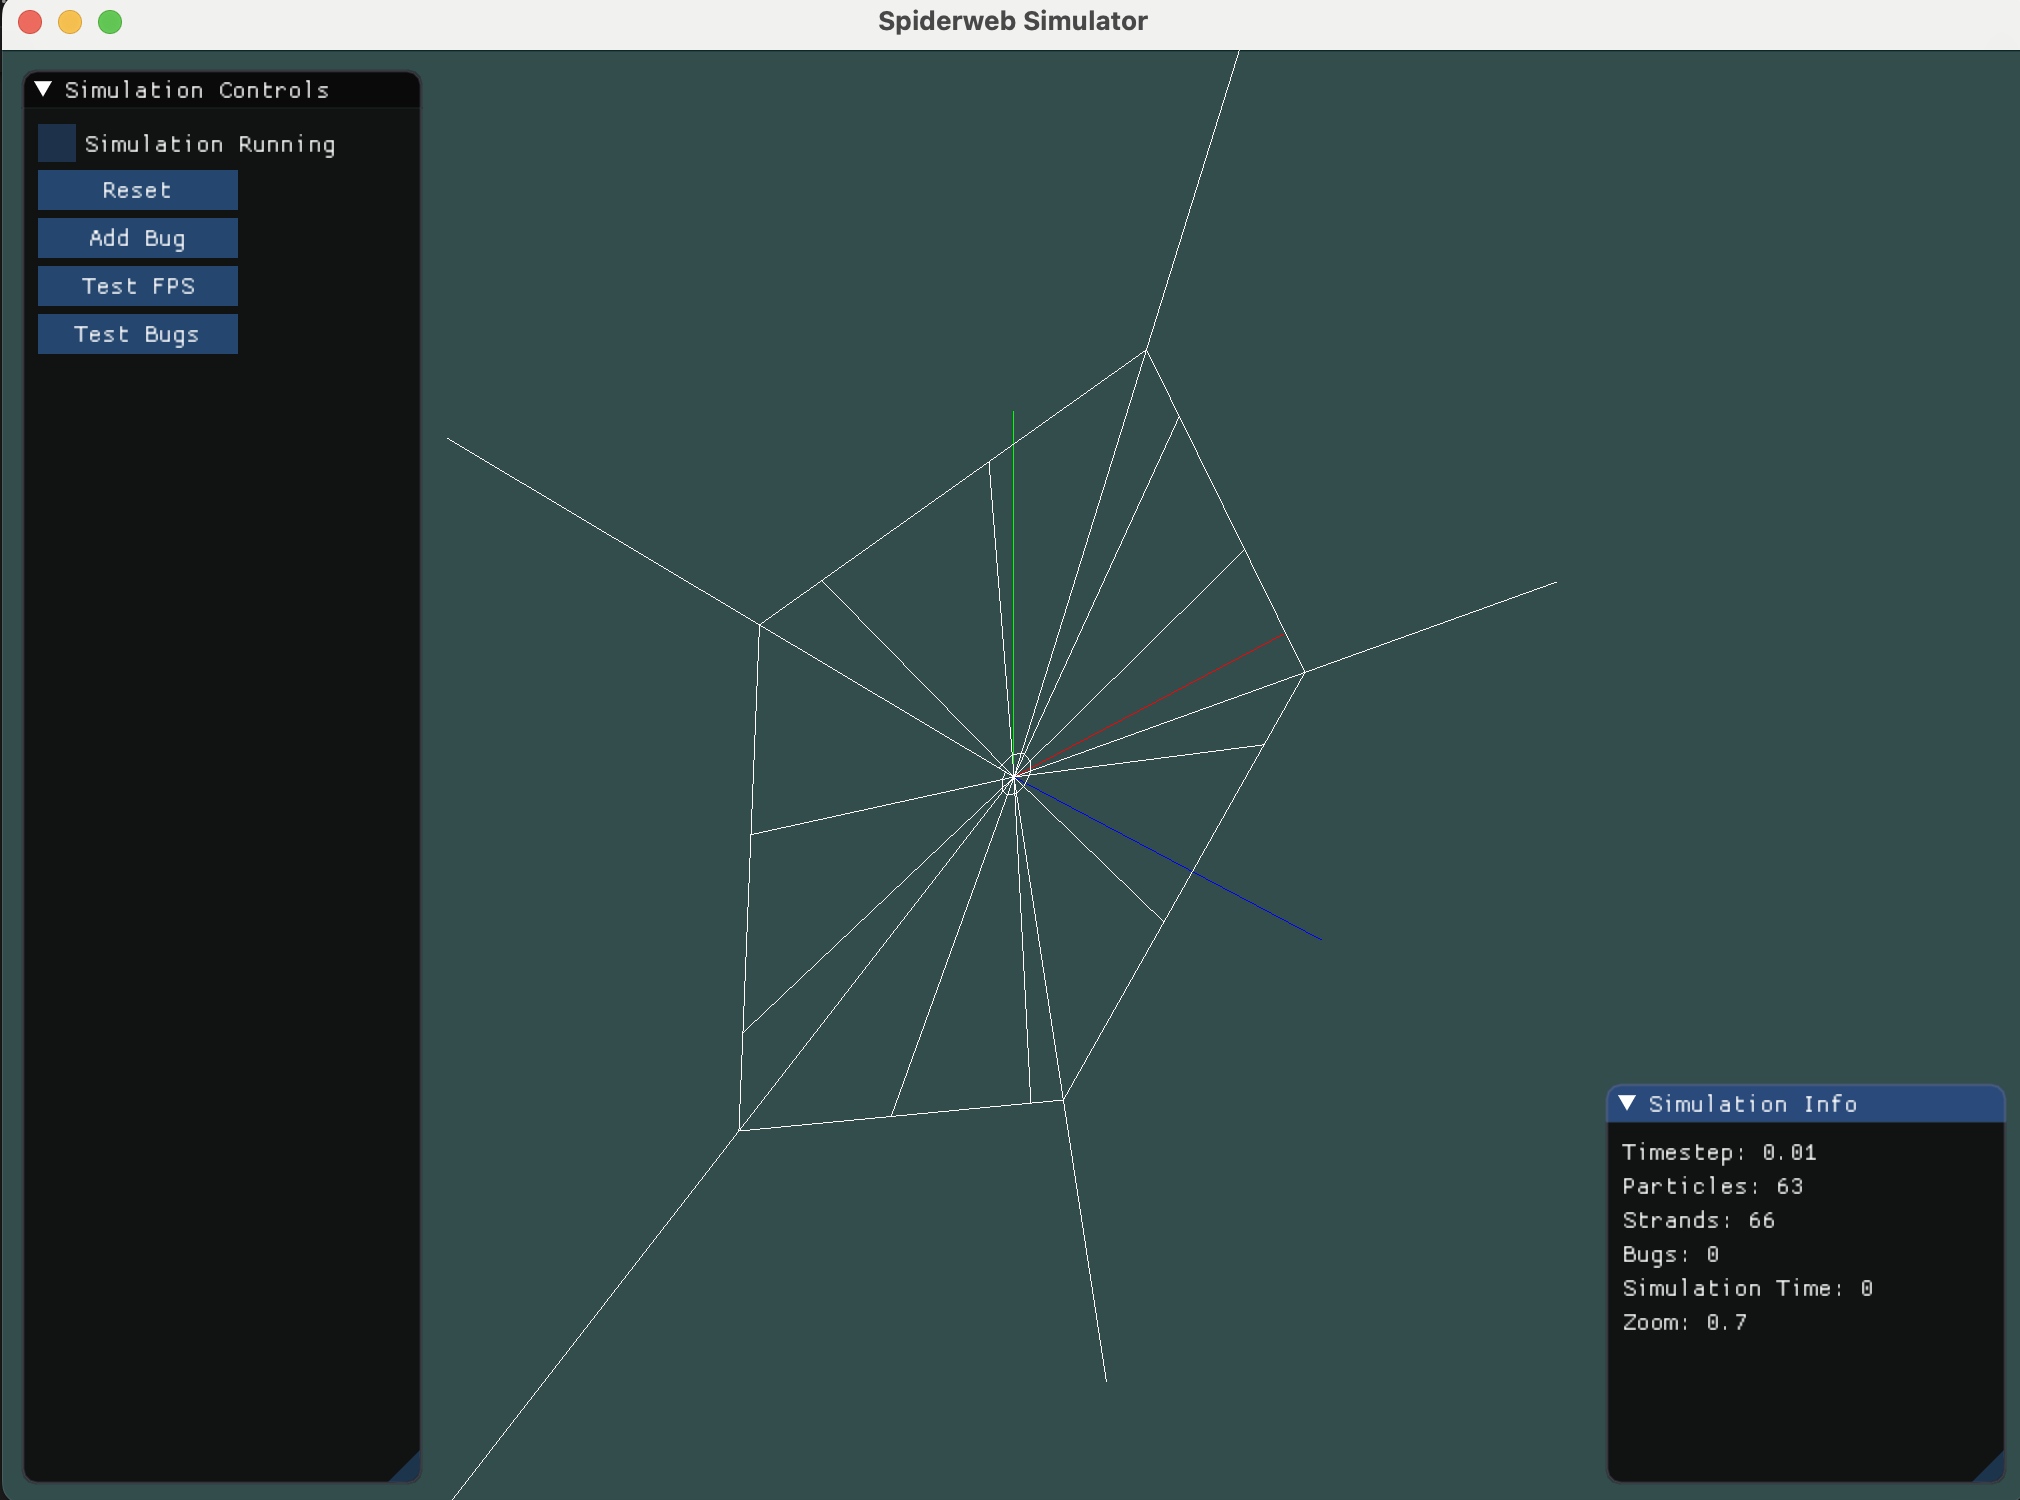 Spiderweb Simulator
Simulation Controls
Simulation Running
Reset
Add Bug
Test FPS
Test Bugs
Simulation Info
Timestep: 0.01
Particles: 63
Strands: 66
Bugs: 0
Simulation Time: 0
Zoom: 0.7